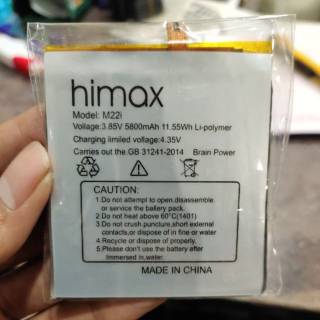 himax
Model: M22i
Voltage:3.85V 5800mAh 11.55Wh Li-polymer
Charging limited voltage:4.35V
Carries out the GB 31241-2014 Brain Power
CAUTION:
1.Do not attempt to open,disassemble
or service the battery pack.
2.Do not heat above 60°C(1401)
3.Do not crush puncture,short external
contacts,or dispose of in fire or water
4.Recycle or dispose of properly.
5.Please don't use the battery after
Immersed in,water.
MADE IN CHINA